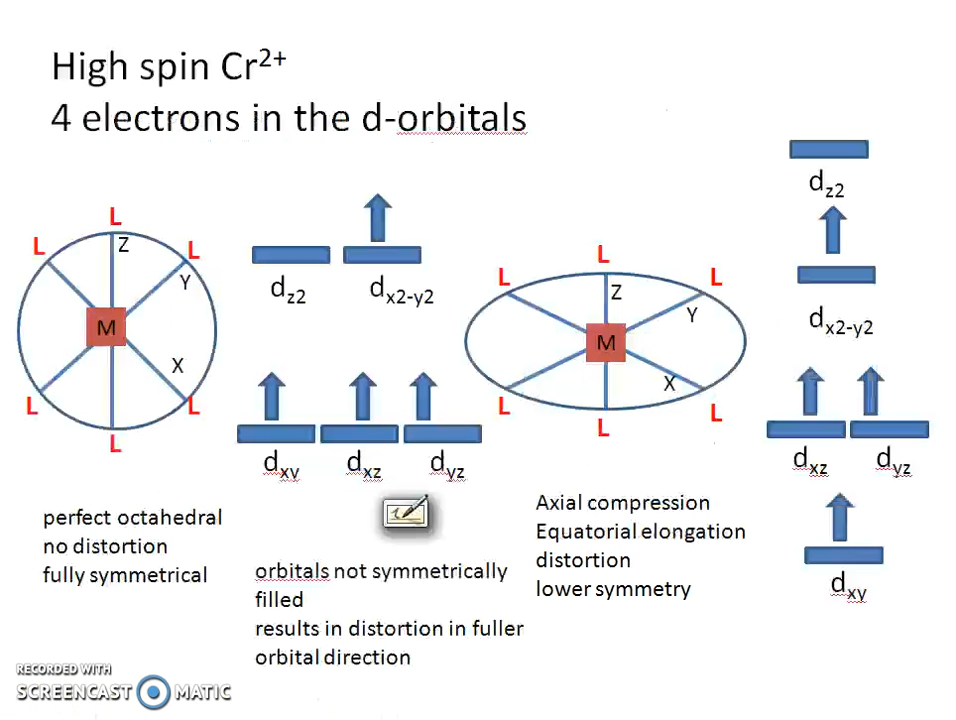 High spin Cr2+
4 electrons in the d-orbitals
L
L
L
Z
Y
M
X
L
L
L
dz2
dx2-y2
dxy
dxz
dyz
L
L
L
Z
Y
M
X
L
L
L
dz2
dx2-y2
dxz
dyz
dxy
perfect octahedral
no distortion
fully symmetrical
orbitals not symmetrically
filled
results in distortion in fuller
orbital direction
Axial compression
Equatorial elongation
distortion
lower symmetry
RECORDED WITH
SCREENCAST MATIC